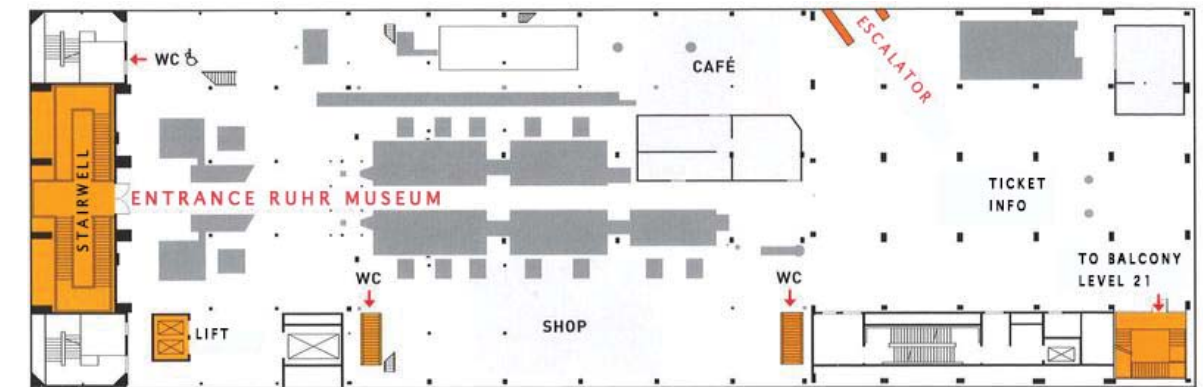 ESCALATOR
WC
CAFÉ
STAIRWELL
ENTRANCE RUHR MUSEUM
TICKET
INFO
TO BALCONY
LEVEL 21
WC
WC
LIFT
SHOP